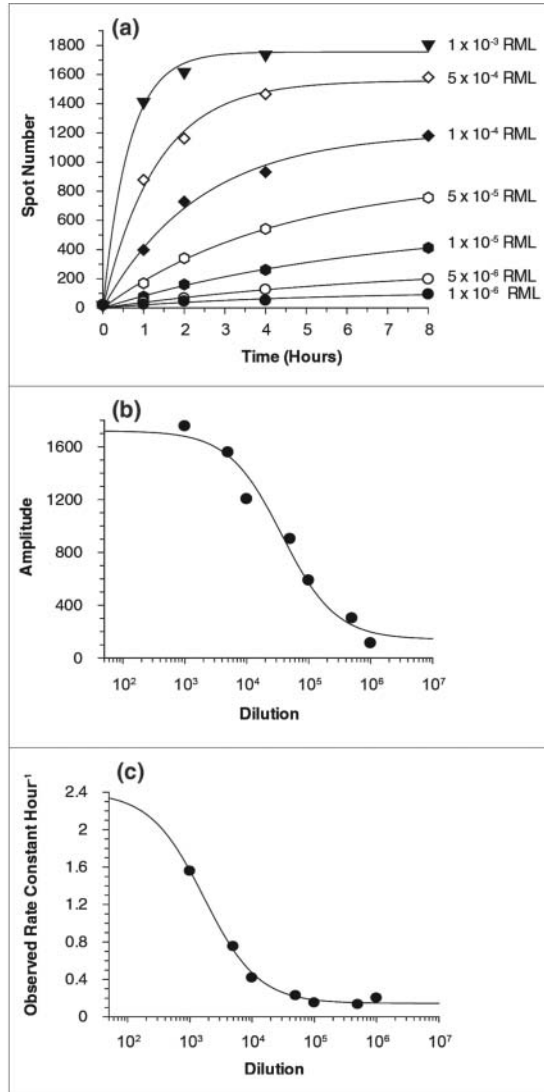 (a)
1800
1600
1400
1200
1000
800
600
400
200
0
Spot Number
0 1 2 3 4 5 6 7 8
Time (Hours)
1 x 10⁻³ RML
5 x 10⁻⁴ RML
1 x 10⁻⁴ RML
5 x 10⁻⁵ RML
1 x 10⁻⁵ RML
5 x 10⁻⁶ RML
1 x 10⁻⁶ RML
(b)
1600
1200
800
400
0
Amplitude
10² 10³ 10⁴ 10⁵ 10⁶ 10⁷
Dilution
(c)
2.4
2
1.6
1.2
0.8
0.4
0
Observed Rate Constant Hour⁻¹
10² 10³ 10⁴ 10⁵ 10⁶ 10⁷
Dilution